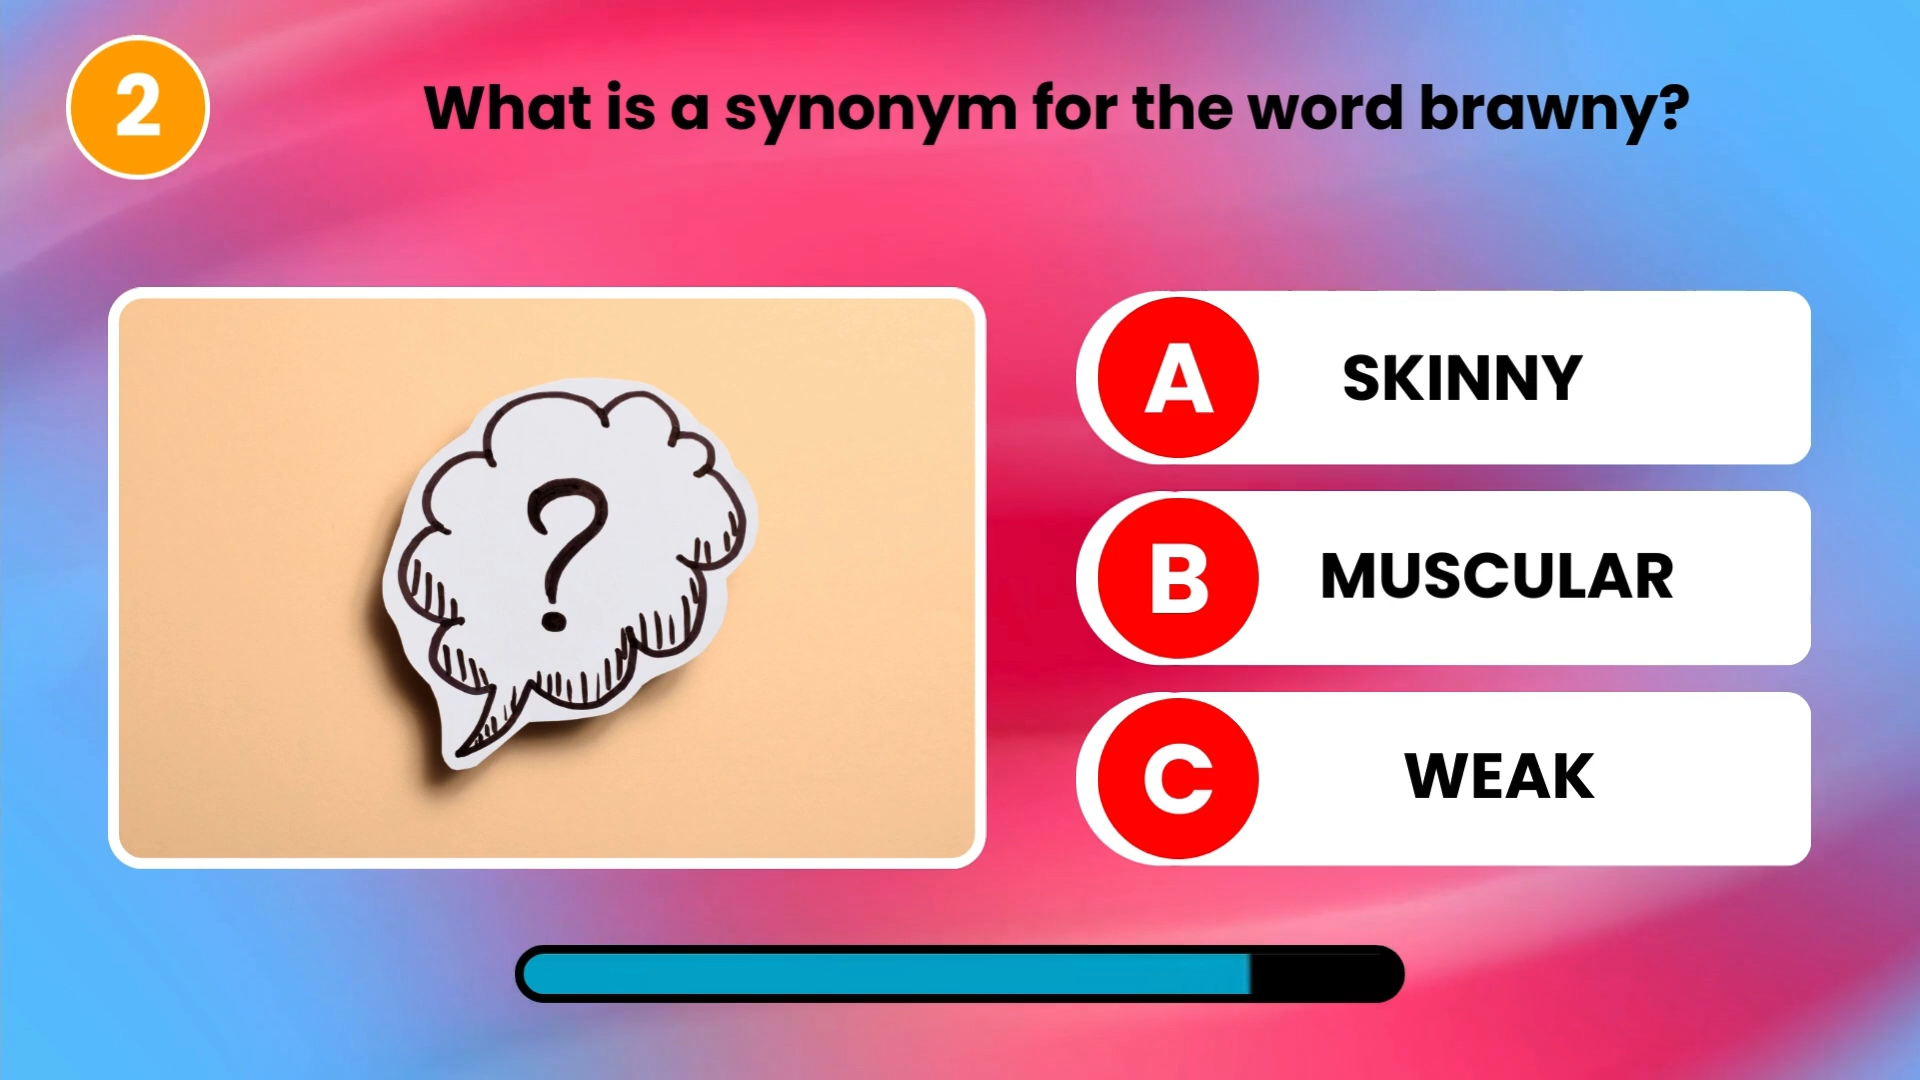 2
What is a synonym for the word brawny?
?
A SKINNY
B MUSCULAR
C WEAK